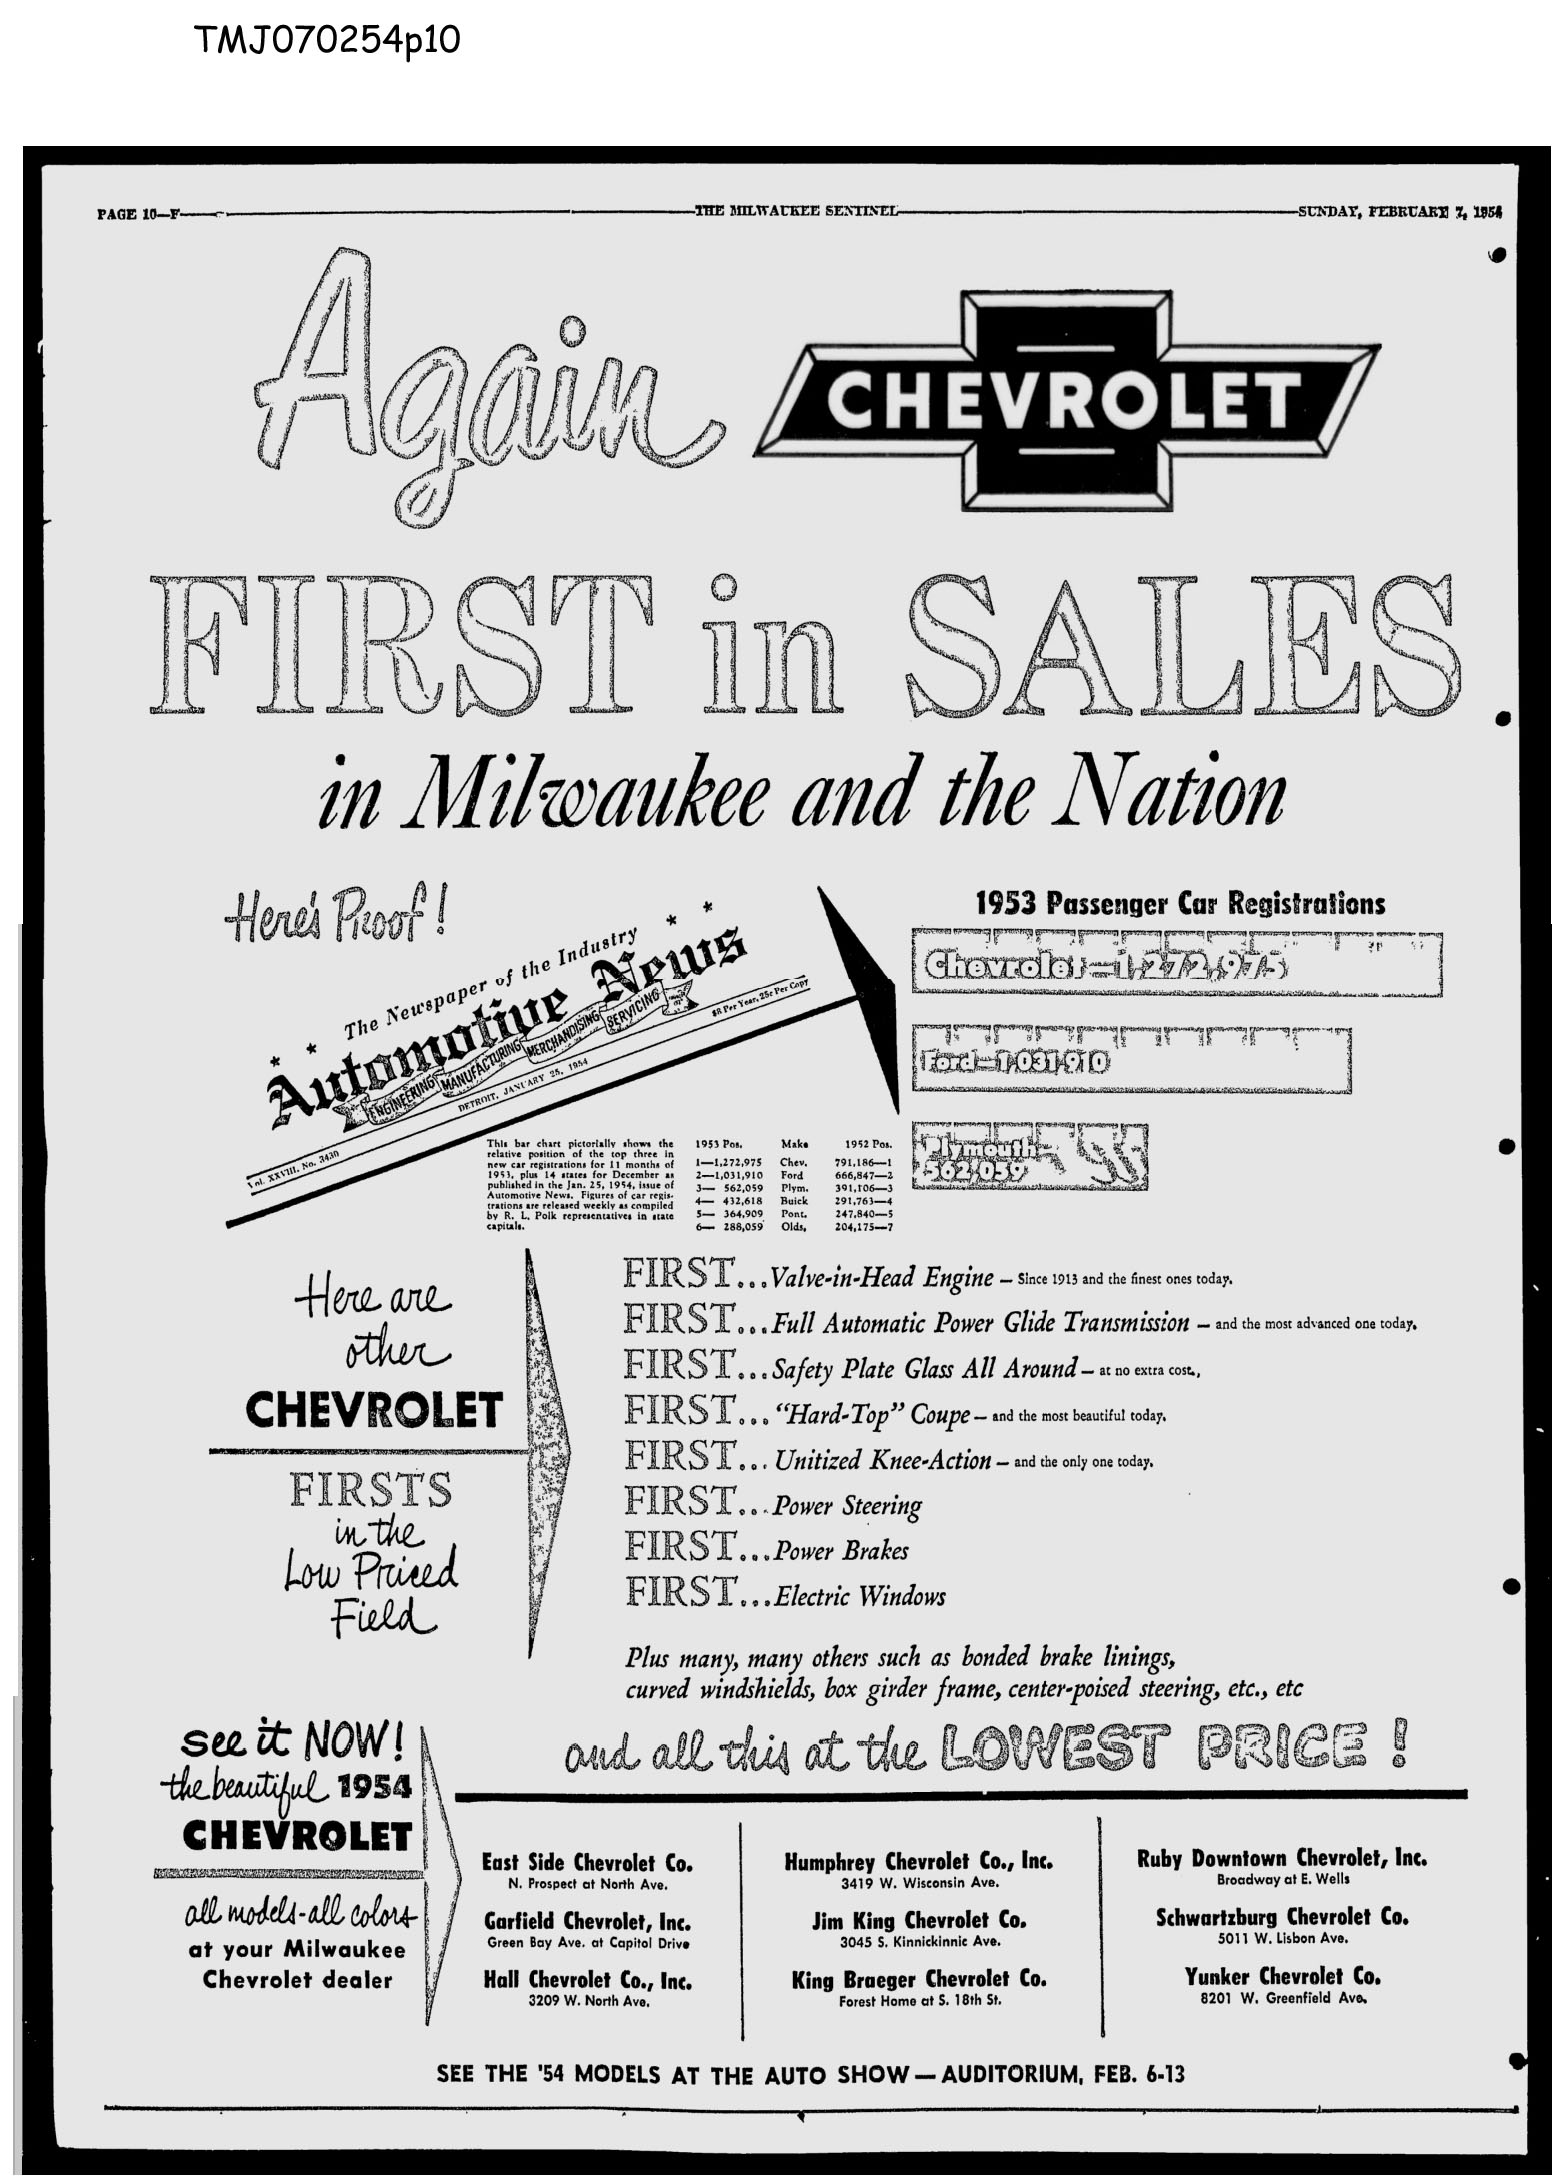 TMJ070254p10
PAGE 10—F
THE MILWAUKEE SENTINEL
SUNDAY, FEBRUARY 7, 1954
Again
CHEVROLET
FIRST in SALES
in Milwaukee and the Nation
Here's Proof!
The Newspaper of the Industry
Automotive News
ENGINEERING MANUFACTURING MERCHANDISING SERVICING
Vol. XXVIII. No. 3430
DETROIT, JANUARY 25, 1954
$8 Per Year, 25c Per Copy
This bar chart pictorially shows the
relative position of the top three in
new car registrations for 11 months of
1953, plus 14 states for December as
published in the Jan. 25, 1954, issue of
Automotive News. Figures of car regis-
trations are released weekly as compiled
by R. L. Polk representatives in state
capitals.
1953 Pos. Make 1952 Pos.
1—1,272,975 Chev. 791,186—1
2—1,031,910 Ford 666,847—2
3— 562,059 Plym. 391,106—3
4— 432,618 Buick 291,763—4
5— 364,909 Pont. 247,840—5
6— 288,059 Olds. 204,175—7
1953 Passenger Car Registrations
Chevrolet—1,272,975
Ford—1,031,910
Plymouth—
562,059
Here are
other
CHEVROLET
FIRSTS
in the
Low Priced
Field
FIRST...Valve-in-Head Engine — Since 1913 and the finest ones today.
FIRST...Full Automatic Power Glide Transmission — and the most advanced one today.
FIRST...Safety Plate Glass All Around — at no extra cost.,
FIRST..."Hard-Top" Coupe — and the most beautiful today.
FIRST... Unitized Knee-Action — and the only one today.
FIRST...Power Steering
FIRST...Power Brakes
FIRST...Electric Windows
Plus many, many others such as bonded brake linings,
curved windshields, box girder frame, center-poised steering, etc., etc
and all this at the LOWEST PRICE!
see it NOW!
the beautiful 1954
CHEVROLET
all models-all colors
at your Milwaukee
Chevrolet dealer
East Side Chevrolet Co.
N. Prospect at North Ave.
Garfield Chevrolet, Inc.
Green Bay Ave. at Capitol Drive
Hall Chevrolet Co., Inc.
3209 W. North Ave.
Humphrey Chevrolet Co., Inc.
3419 W. Wisconsin Ave.
Jim King Chevrolet Co.
3045 S. Kinnickinnic Ave.
King Braeger Chevrolet Co.
Forest Home at S. 18th St.
Ruby Downtown Chevrolet, Inc.
Broadway at E. Wells
Schwartzburg Chevrolet Co.
5011 W. Lisbon Ave.
Yunker Chevrolet Co.
8201 W. Greenfield Ave.
SEE THE '54 MODELS AT THE AUTO SHOW — AUDITORIUM, FEB. 6-13